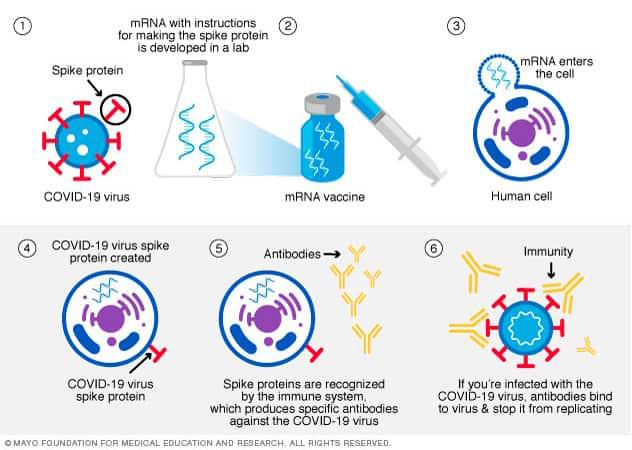 1
Spike protein
COVID-19 virus
mRNA with instructions
for making the spike protein
is developed in a lab
2
mRNA vaccine
3
mRNA enters
the cell
Human cell
4
COVID-19 virus spike
protein created
COVID-19 virus
spike protein
5
Antibodies
Spike proteins are recognized
by the immune system,
which produces specific antibodies
against the COVID-19 virus
6
Immunity
If you're infected with the
COVID-19 virus, antibodies bind
to virus & stop it from replicating
© MAYO FOUNDATION FOR MEDICAL EDUCATION AND RESEARCH. ALL RIGHTS RESERVED.